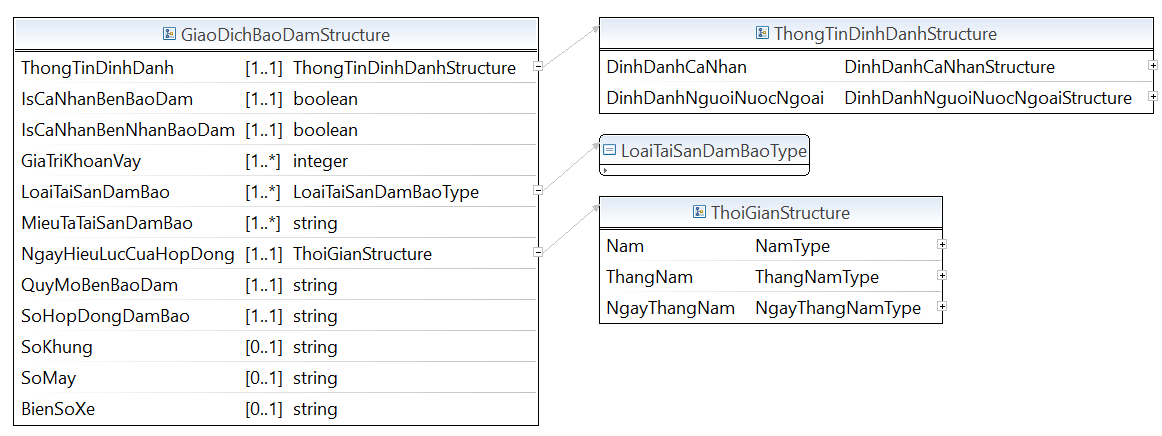 GiaoDichBaoDamStructure
ThongTinDinhDanh [1..1] ThongTinDinhDanhStructure
IsCaNhanBenBaoDam [1..1] boolean
IsCaNhanBenNhanBaoDam [1..1] boolean
GiaTriKhoanVay [1..*] integer
LoaiTaiSanDamBao [1..*] LoaiTaiSanDamBaoType
MieuTaTaiSanDamBao [1..*] string
NgayHieuLucCuaHopDong [1..1] ThoiGianStructure
QuyMoBenBaoDam [1..1] string
SoHopDongDamBao [1..1] string
SoKhung [0..1] string
SoMay [0..1] string
BienSoXe [0..1] string
ThongTinDinhDanhStructure
DinhDanhCaNhan DinhDanhCaNhanStructure
DinhDanhNguoiNuocNgoai DinhDanhNguoiNuocNgoaiStructure
LoaiTaiSanDamBaoType
ThoiGianStructure
Nam NamType
ThangNam ThangNamType
NgayThangNam NgayThangNamType